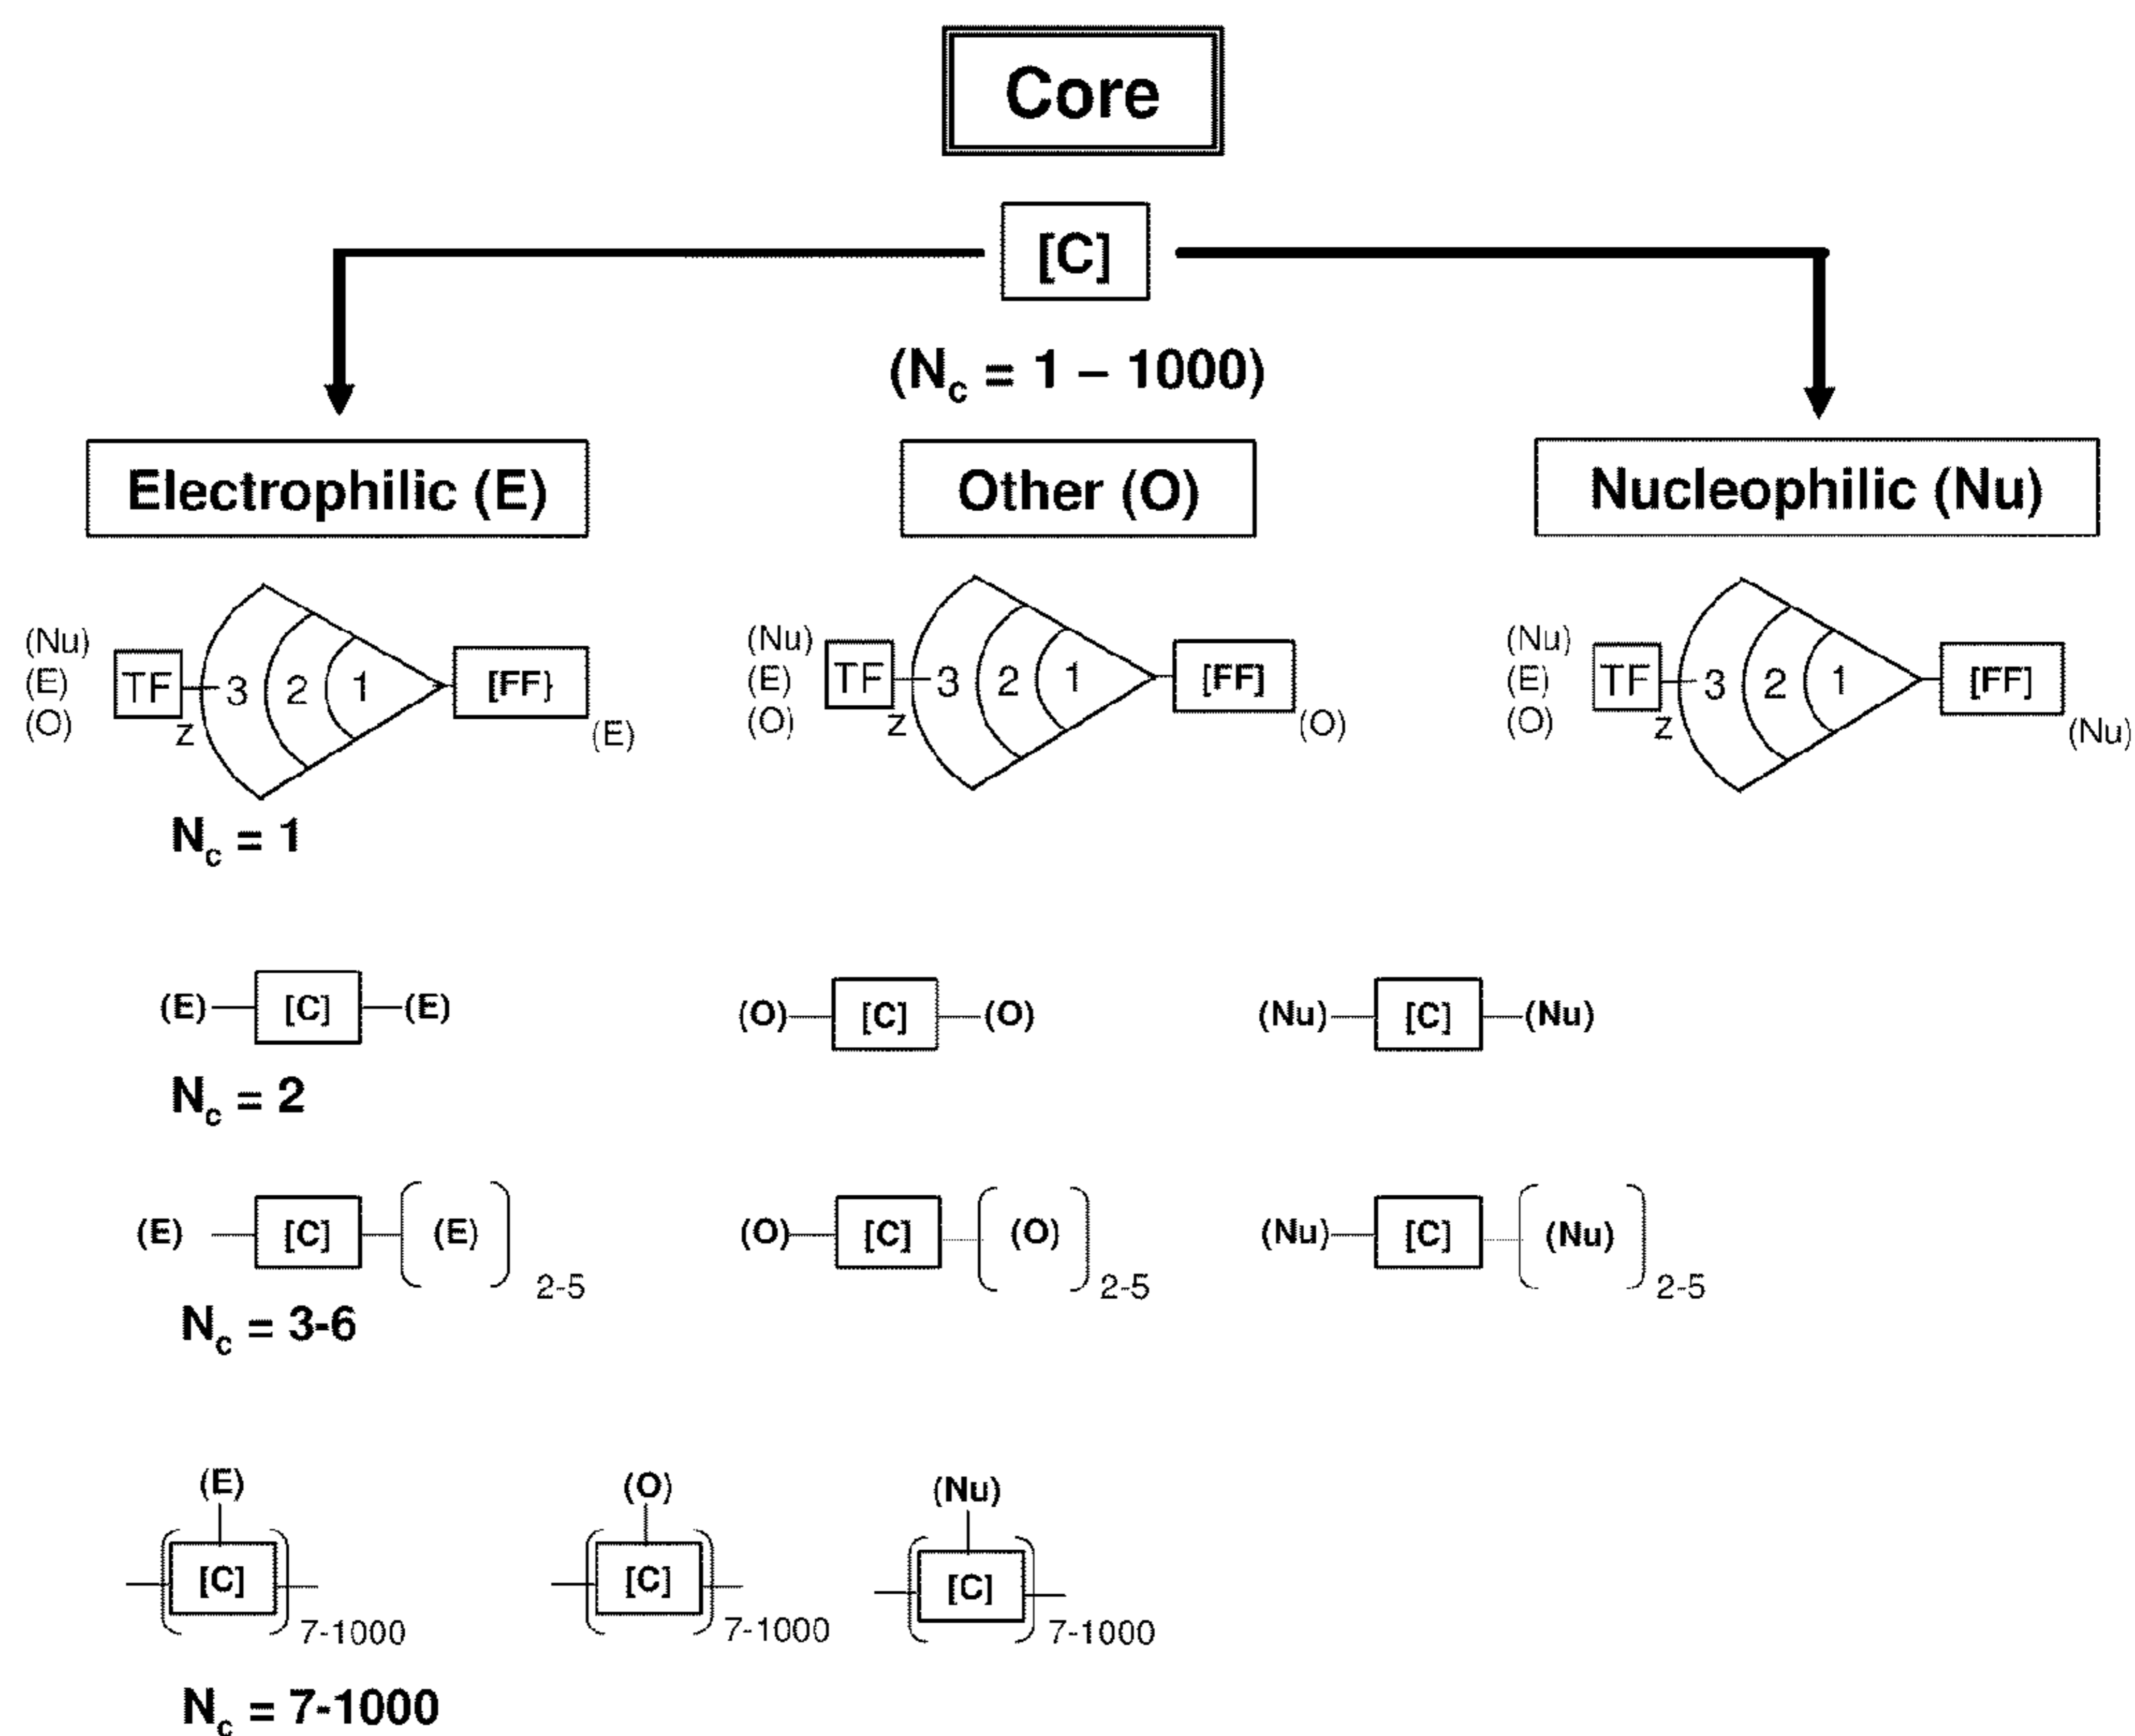 Core
[C]
(Nc = 1 – 1000)
Electrophilic (E)
Other (O)
Nucleophilic (Nu)
(Nu)
(E)
(O)
TF
z
3 2 1
[FF}
(E)
(Nu)
(E)
(O)
TF
z
3 2 1
[FF]
(O)
(Nu)
(E)
(O)
TF
z
3 2 1
[FF]
(Nu)
Nc = 1
(E) [C] (E)
(O) [C] (O)
(Nu) [C] (Nu)
Nc = 2
(E) [C] (E) 2-5
(O) [C] (O) 2-5
(Nu) [C] (Nu) 2-5
Nc = 3-6
(E)
[C]
7-1000
(O)
[C]
7-1000
(Nu)
[C]
7-1000
Nc = 7-1000